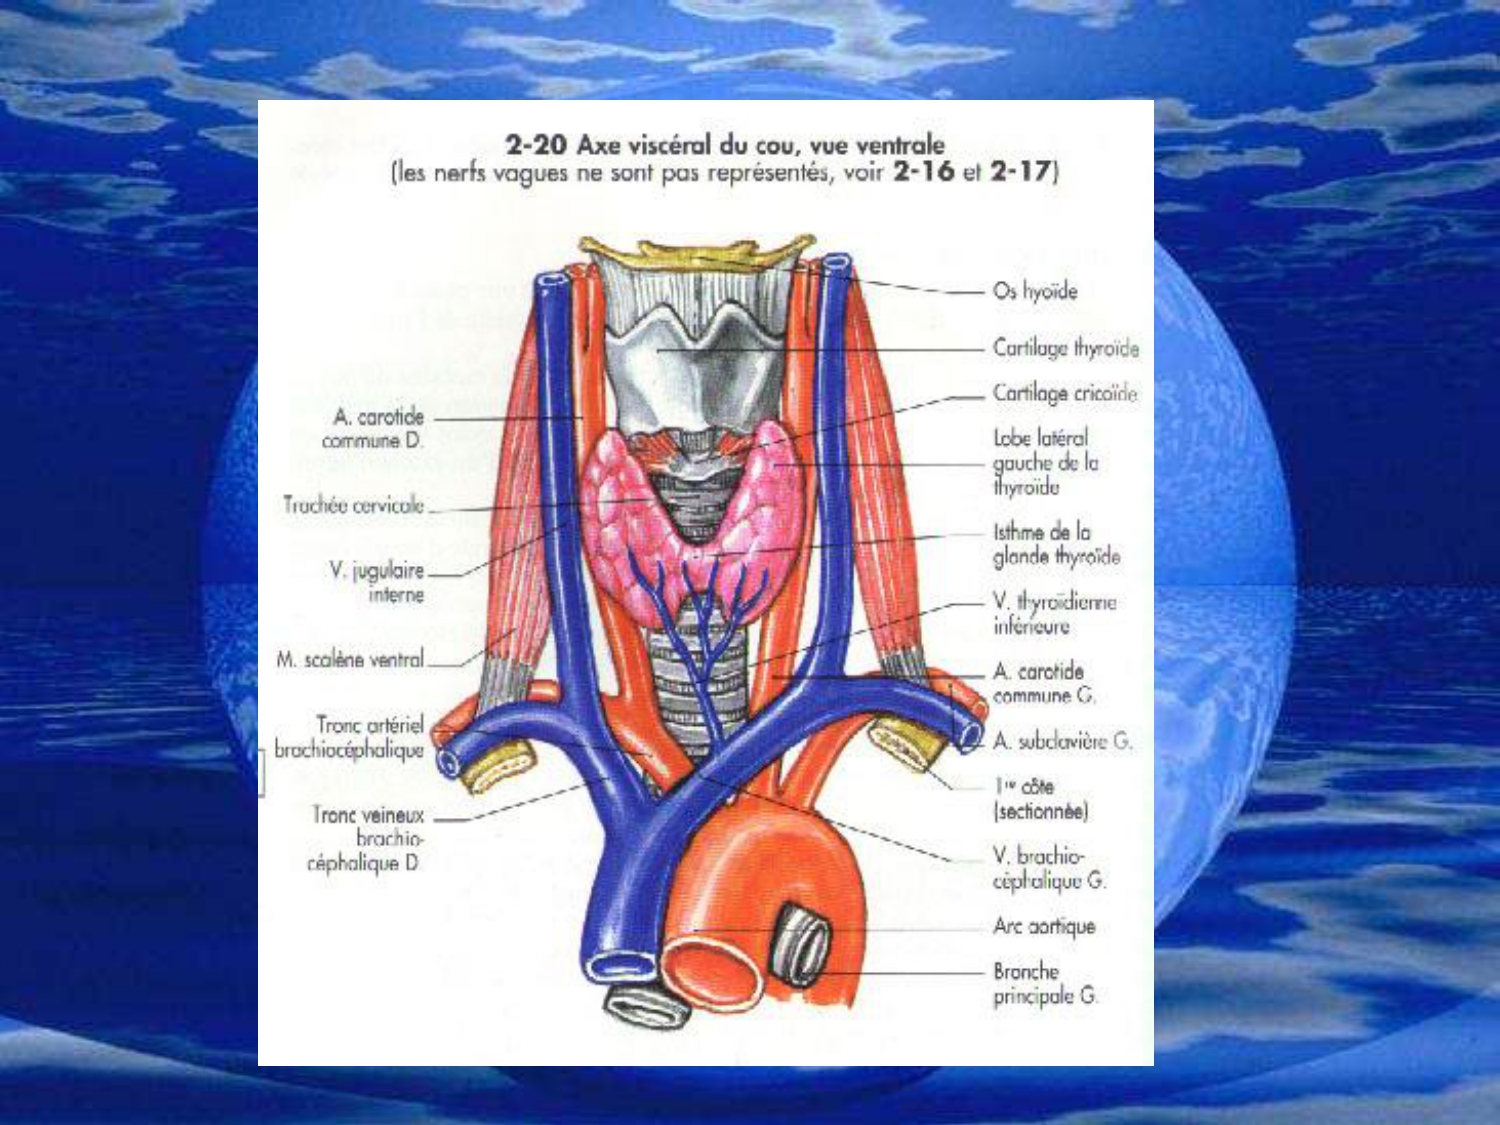 2-20 Axe viscéral du cou, vue ventrale
(les nerfs vagues ne sont pas représentés, voir 2-16 et 2-17)
A. carotide
commune D.
Trachée cervicale
V. jugulaire
interne
M. scalène ventral
Tronc artériel
brachiocéphalique
Tronc veineux
brachio-
céphalique D.
Os hyoïde
Cartilage thyroïde
Cartilage cricoïde
Lobe latéral
gauche de la
thyroïde
Isthme de la
glande thyroïde
V. thyroïdienne
inférieure
A. carotide
commune G.
A. subclavière G.
1re côte
(sectionnée)
V. brachio-
céphalique G.
Arc aortique
Bronche
principale G.